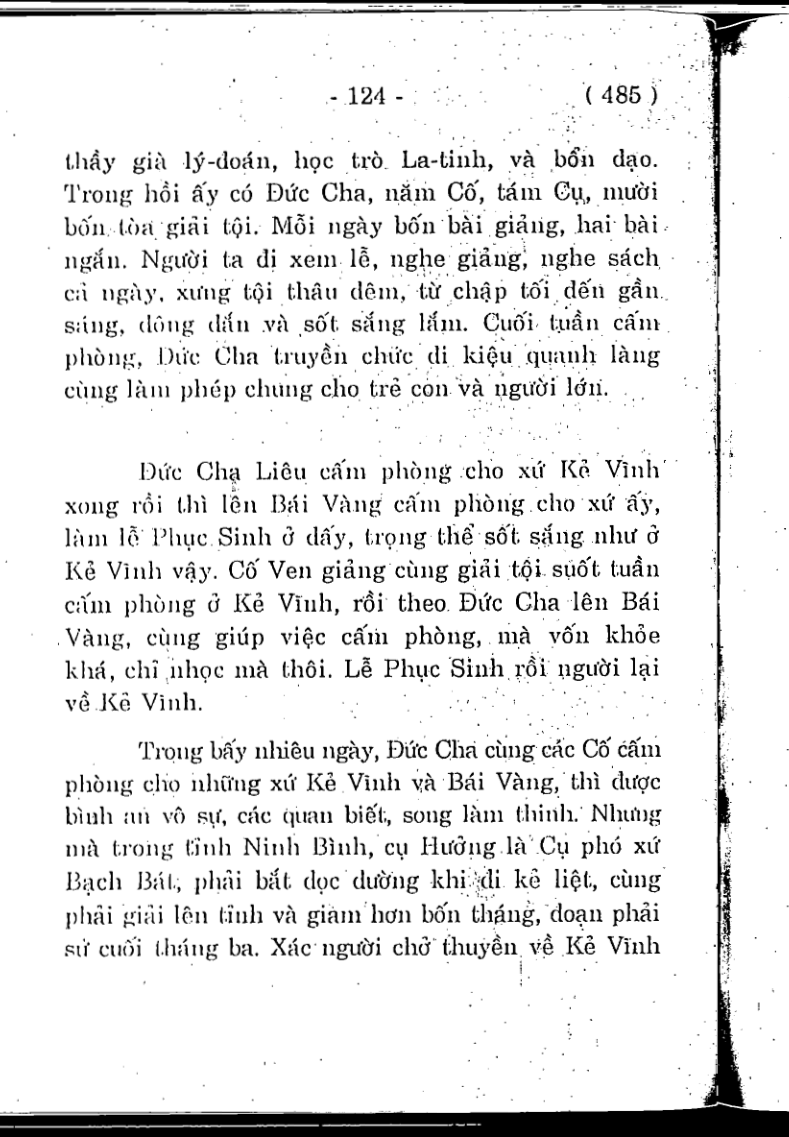 - 124 - ( 485 )
thầy già lý-đoán, học trò La-tinh, và bổn đạo.
Trong hồi ấy có Đức Cha, năm Cố, tám Cụ, mười
bốn tòa giải tội. Mỗi ngày bốn bài giảng, hai bài
ngắn. Người ta đi xem lễ, nghe giảng, nghe sách
cả ngày, xưng tội thâu đêm, từ chập tối đến gần
sáng, đông đắn và sốt sắng lắm. Cuối tuần cấm
phòng, Đức Cha truyền chức đi kiệu quanh làng
cùng làm phép chung cho trẻ con và người lớn.
Đức Cha Liêu cấm phòng cho xứ Kẻ Vĩnh
xong rồi thì lên Bái Vàng cấm phòng cho xứ ấy,
làm lễ Phục Sinh ở đấy, trọng thể sốt sắng như ở
Kẻ Vĩnh vậy. Cố Ven giảng cùng giải tội suốt tuần
cấm phòng ở Kẻ Vĩnh, rồi theo Đức Cha lên Bái
Vàng, cùng giúp việc cấm phòng, mà vốn khỏe
khá, chỉ nhọc mà thôi. Lễ Phục Sinh rồi người lại
về Kẻ Vĩnh.
Trong bấy nhiêu ngày, Đức Cha cùng các Cố cấm
phòng cho những xứ Kẻ Vĩnh và Bái Vàng, thì được
bình an vô sự, các quan biết, song làm thinh. Nhưng
mà trong tỉnh Ninh Bình, cụ Hưởng là Cụ phó xứ
Bạch Bát, phải bắt dọc đường khi đi kẻ liệt, cùng
phải giải lên tỉnh và giam hơn bốn tháng, đoạn phải
sử cuối tháng ba. Xác người chở thuyền về Kẻ Vĩnh